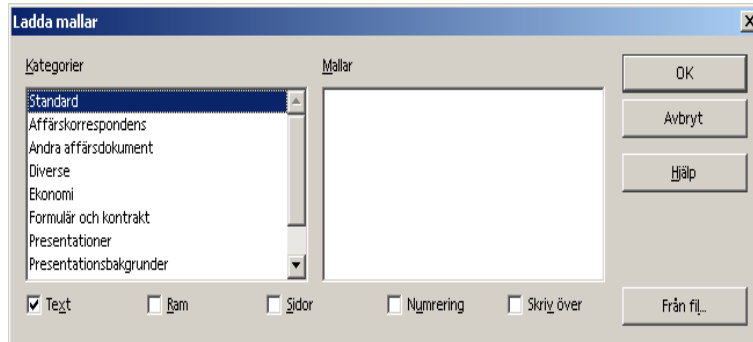 Ladda mallar
Kategorier
Mallar
Standard
Affärskorrespondens
Andra affärsdokument
Diverse
Ekonomi
Formulär och kontrakt
Presentationer
Presentationsbakgrunder
OK
Avbryt
Hjälp
Text Ram Sidor Numrering Skriv över
Från fil...